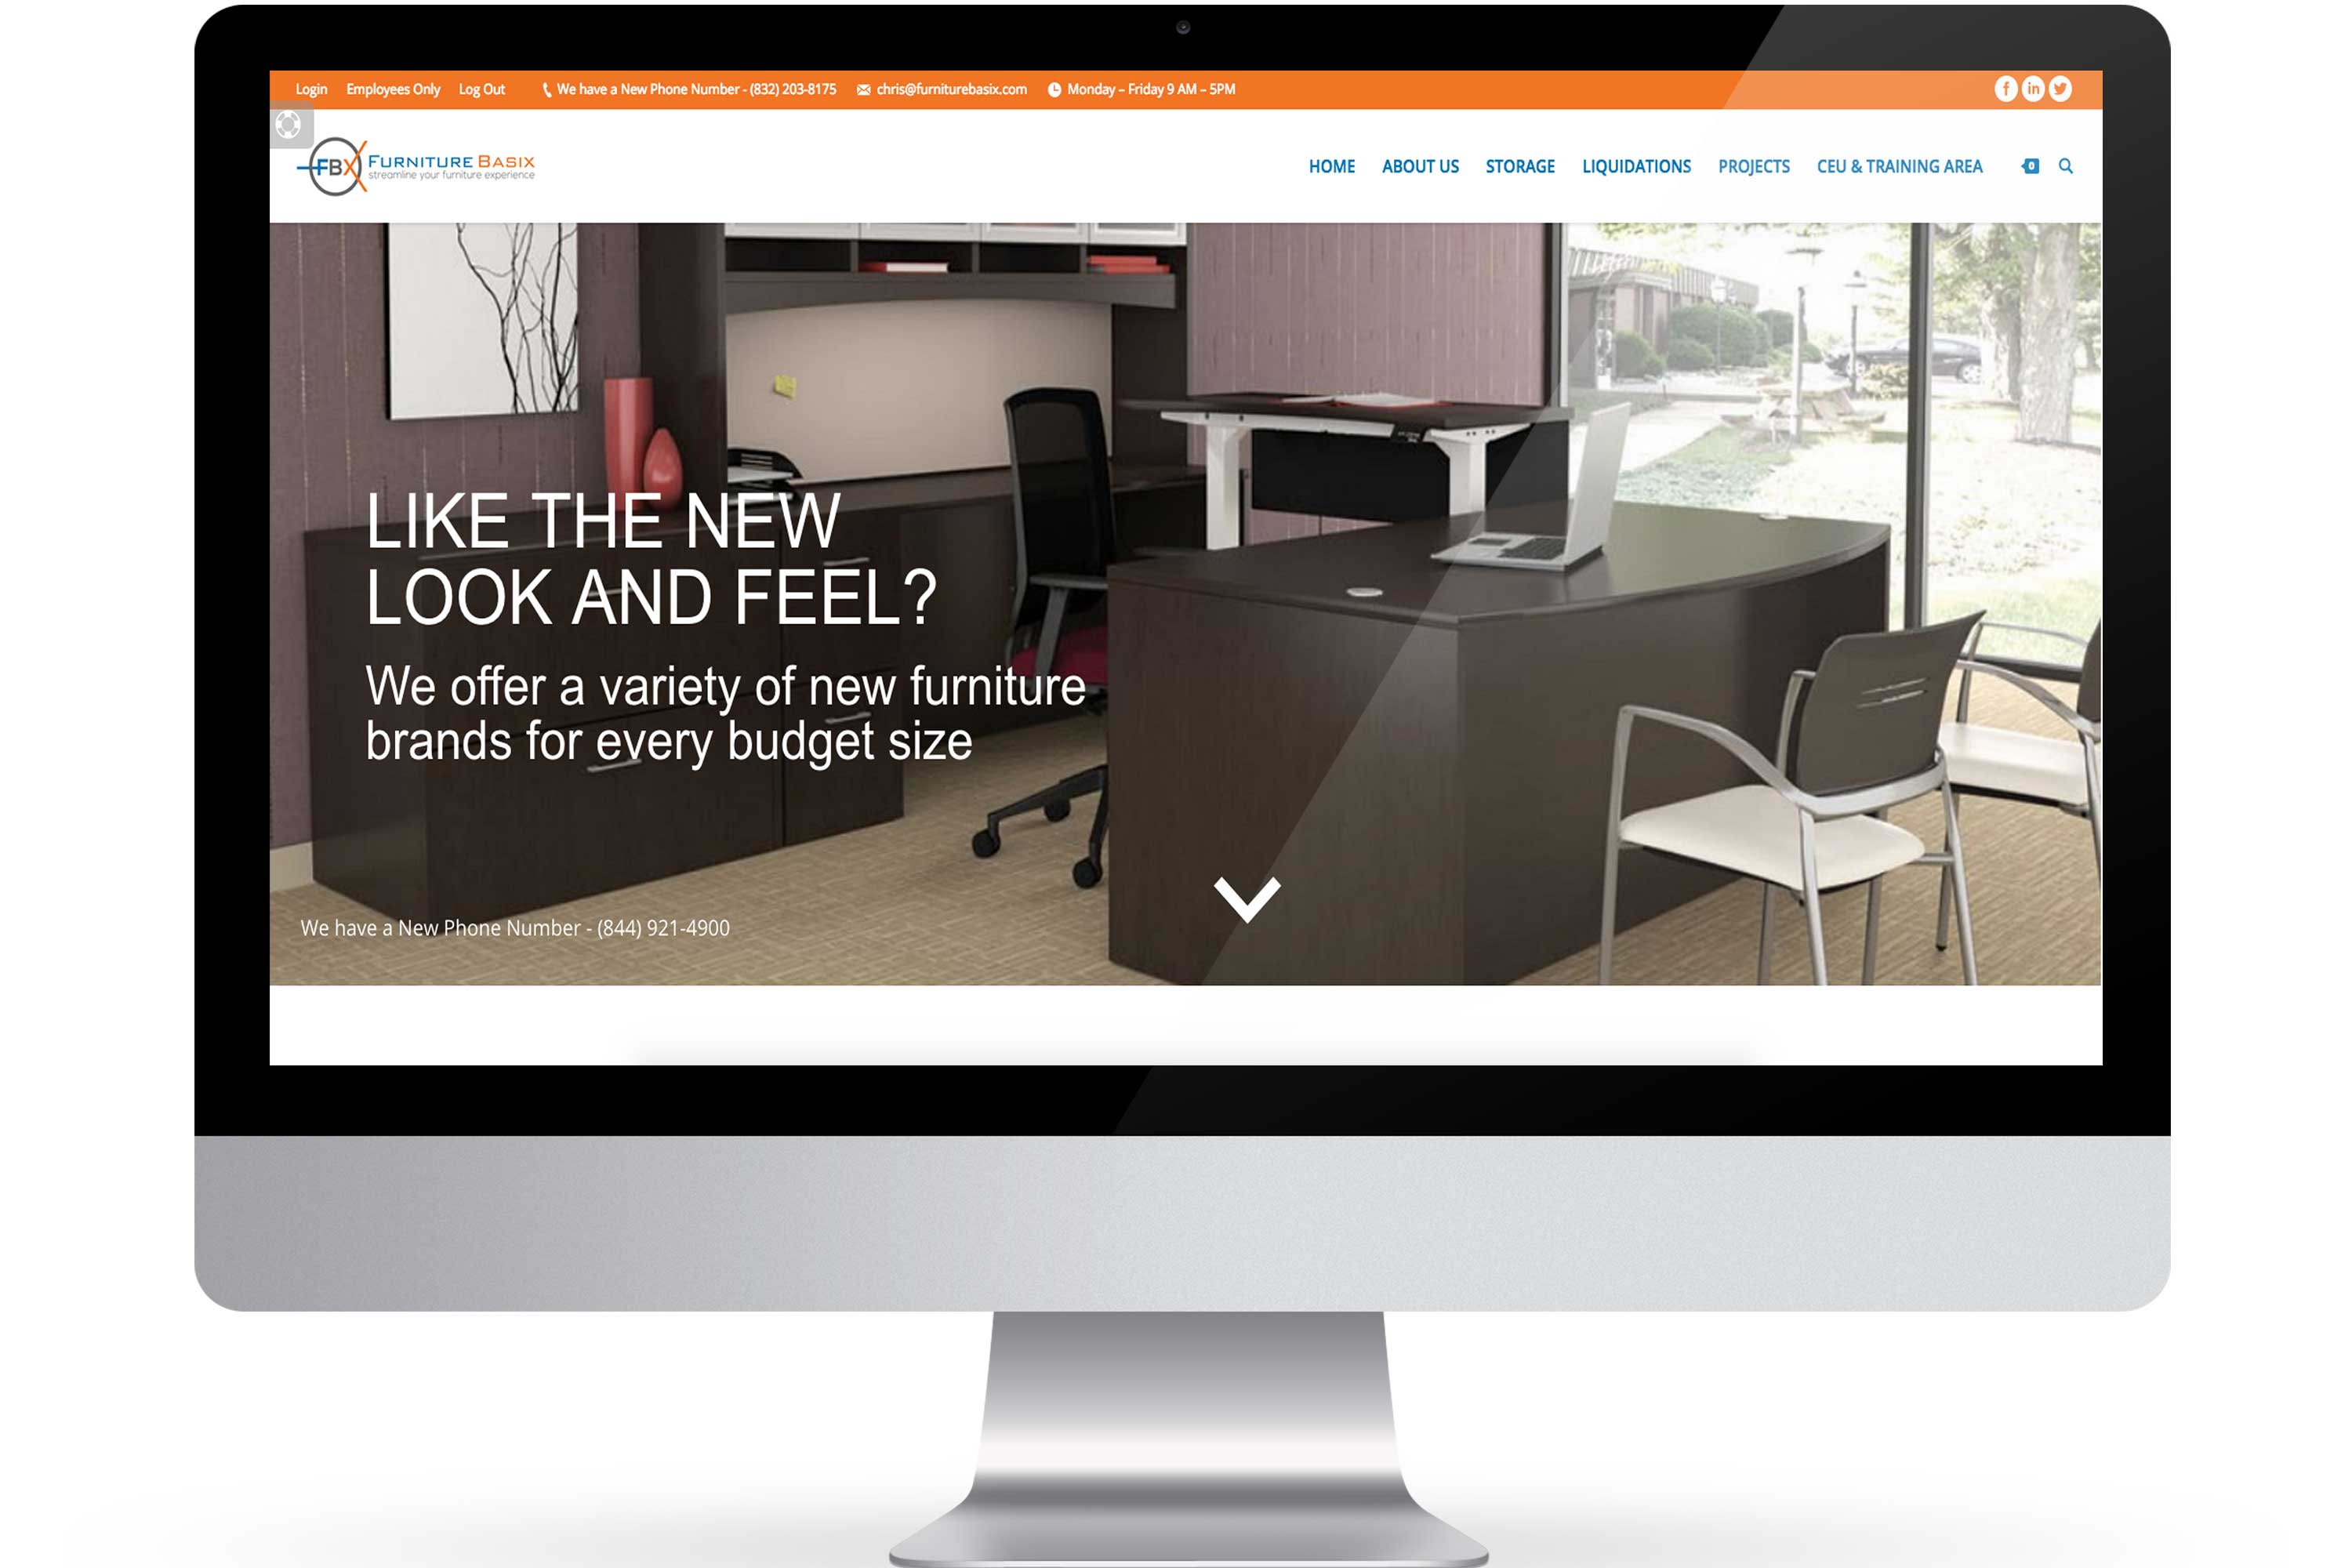 Login Employees Only Log Out We have a New Phone Number - (832) 203-8175 chris@furniturebasix.com Monday – Friday 9 AM – 5PM
FBX FURNITURE BASIX
streamline your furniture experience
HOME ABOUT US STORAGE LIQUIDATIONS PROJECTS CEU & TRAINING AREA 0
LIKE THE NEW
LOOK AND FEEL?
We offer a variety of new furniture
brands for every budget size
We have a New Phone Number - (844) 921-4900